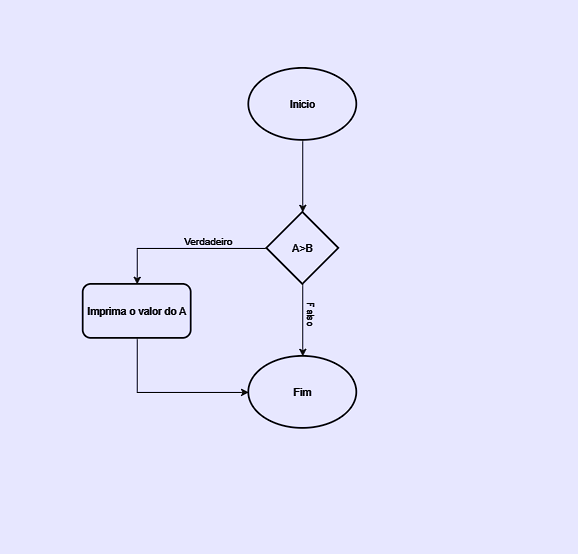 Inicio
A>B
Verdadeiro
Falso
Imprima o valor do A
Fim